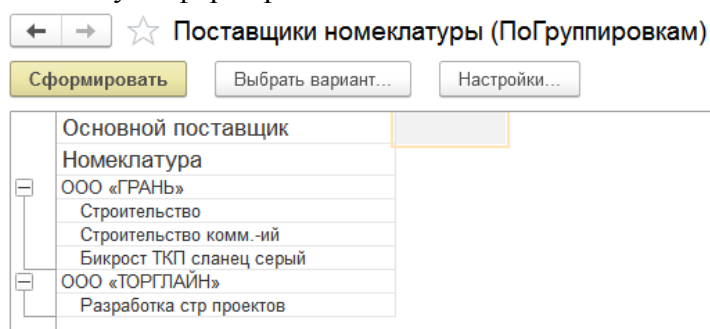 Поставщики номеклатуры (ПоГруппировкам)
Сформировать Выбрать вариант... Настройки...
Основной поставщик
Номеклатура
ООО «ГРАНЬ»
Строительство
Строительство комм.-ий
Бикрост ТКП сланец серый
ООО «ТОРГЛАЙН»
Разработка стр проектов